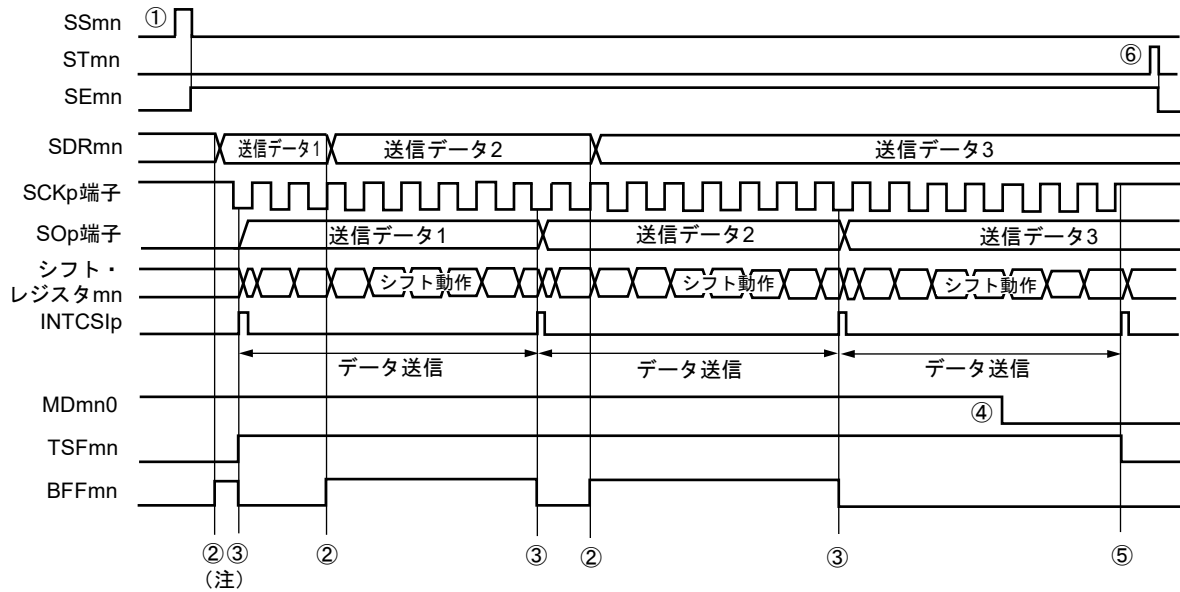 SSmn ①
STmn ⑥
SEmn
SDRmn 送信データ1 送信データ2 送信データ3
SCKp端子
SOp端子 送信データ1 送信データ2 送信データ3
シフト・
レジスタmn シフト動作 シフト動作 シフト動作
INTCSIp
データ送信 データ送信 データ送信
MDmn0 ④
TSFmn
BFFmn
②③ ② ③ ② ③ ⑤
（注）